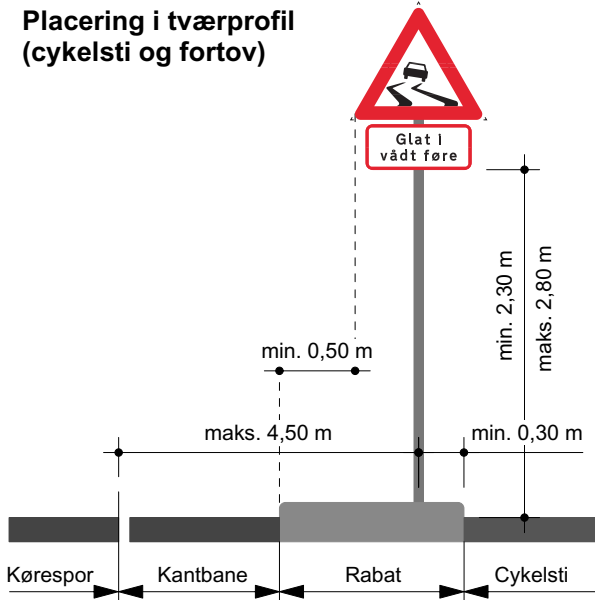 Placering i tværprofil
(cykelsti og fortov)
Glat i
vådt føre
min. 2,30 m
maks. 2,80 m
min. 0,50 m
maks. 4,50 m
min. 0,30 m
Kørespor
Kantbane
Rabat
Cykelsti